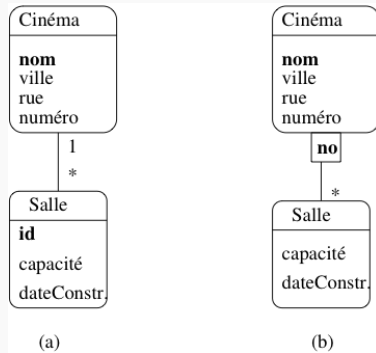 Cinéma
nom
ville
rue
numéro
1
*
Salle
id
capacité
dateConstr.
(a)
Cinéma
nom
ville
rue
numéro
no
*
Salle
capacité
dateConstr.
(b)